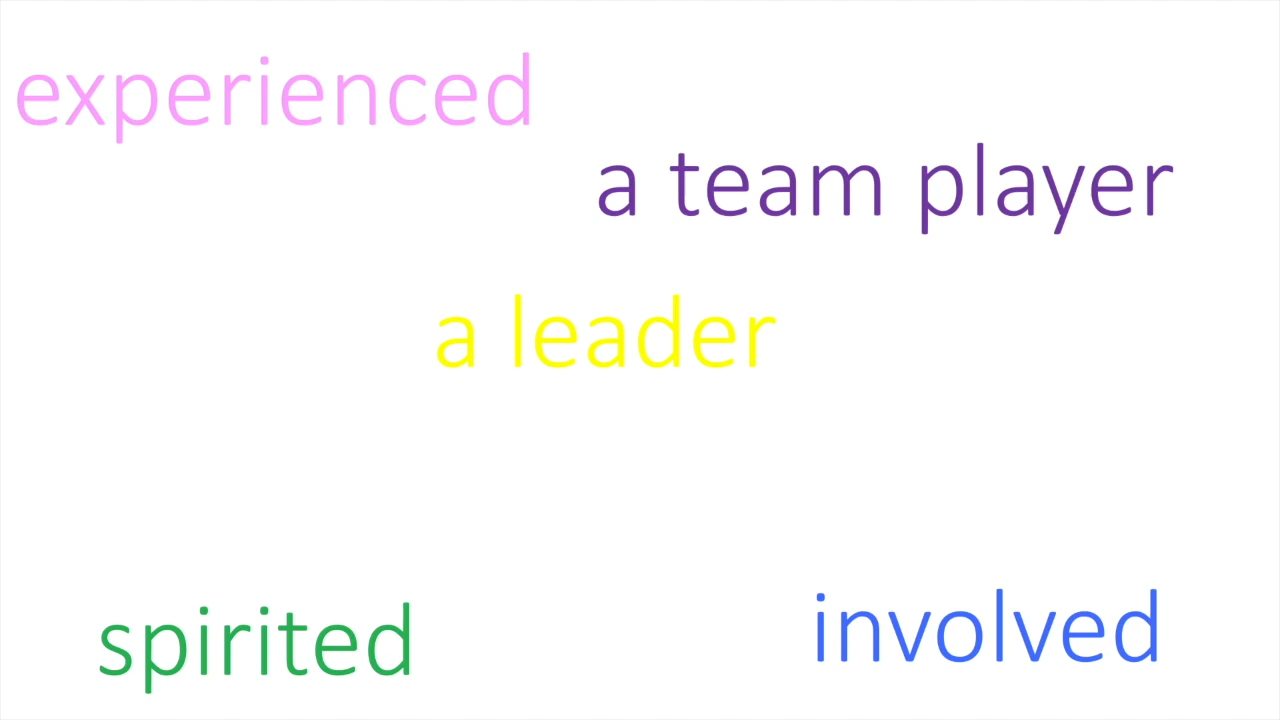 experienced
a team player
a leader
spirited
involved